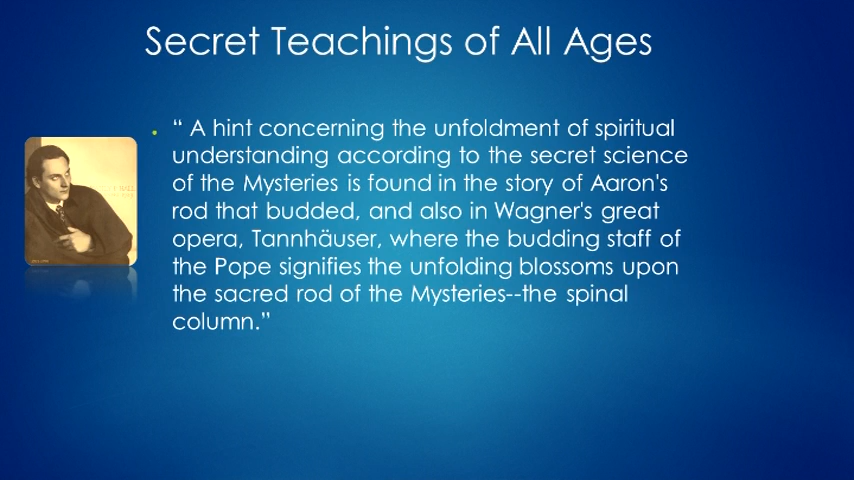 Secret Teachings of All Ages
“ A hint concerning the unfoldment of spiritual
understanding according to the secret science
of the Mysteries is found in the story of Aaron's
rod that budded, and also in Wagner's great
opera, Tannhäuser, where the budding staff of
the Pope signifies the unfolding blossoms upon
the sacred rod of the Mysteries--the spinal
column.”